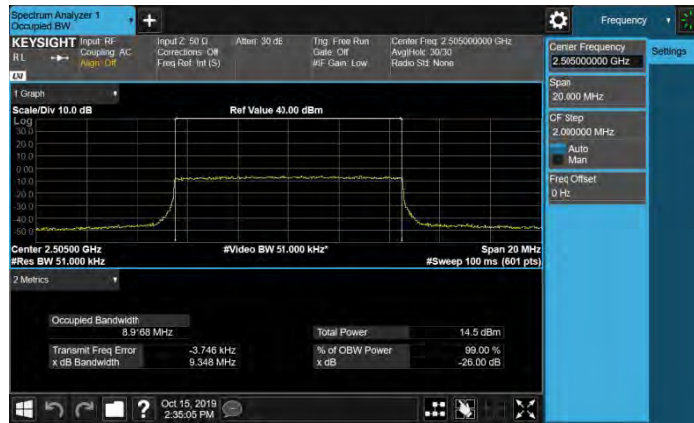 Spectrum Analyzer 1
Occupied BW
Frequency
KEYSIGHT
RL
Input: RF
Coupling: AC
Align: Off
Input Z: 50 Ω
Corrections: Off
Freq Ref: Int (S)
Atten: 30 dB
Trig: Free Run
Gate: Off
#IF Gain: Low
Center Freq: 2.505000000 GHz
Avg|Hold: 30/30
Radio Std: None
LXI
1 Graph
Scale/Div 10.0 dB
Ref Value 40.00 dBm
Log
30.0
20.0
10.0
0.00
-10.0
-20.0
-30.0
-40.0
-50.0
Center 2.50500 GHz
#Res BW 51.000 kHz
#Video BW 51.000 kHz*
Span 20 MHz
#Sweep 100 ms (601 pts)
2 Metrics
Occupied Bandwidth
8.9168 MHz
Total Power
14.5 dBm
Transmit Freq Error
-3.746 kHz
% of OBW Power
99.00 %
x dB Bandwidth
9.348 MHz
x dB
-26.00 dB
Center Frequency
2.505000000 GHz
Settings
Span
20.000 MHz
CF Step
2.000000 MHz
Auto
Man
Freq Offset
0 Hz
?
Oct 15, 2019
2:35:05 PM